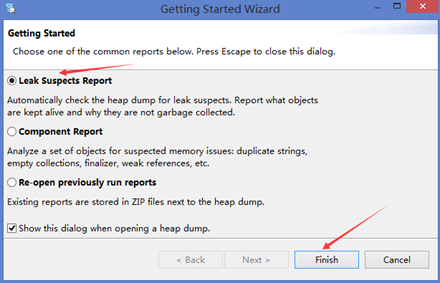 Getting Started Wizard
Getting Started
Choose one of the common reports below. Press Escape to close this dialog.
Leak Suspects Report
Automatically check the heap dump for leak suspects. Report what objects
are kept alive and why they are not garbage collected.
Component Report
Analyze a set of objects for suspected memory issues: duplicate strings,
empty collections, finalizer, weak references, etc.
Re-open previously run reports
Existing reports are stored in ZIP files next to the heap dump.
Show this dialog when opening a heap dump.
< Back
Next >
Finish
Cancel